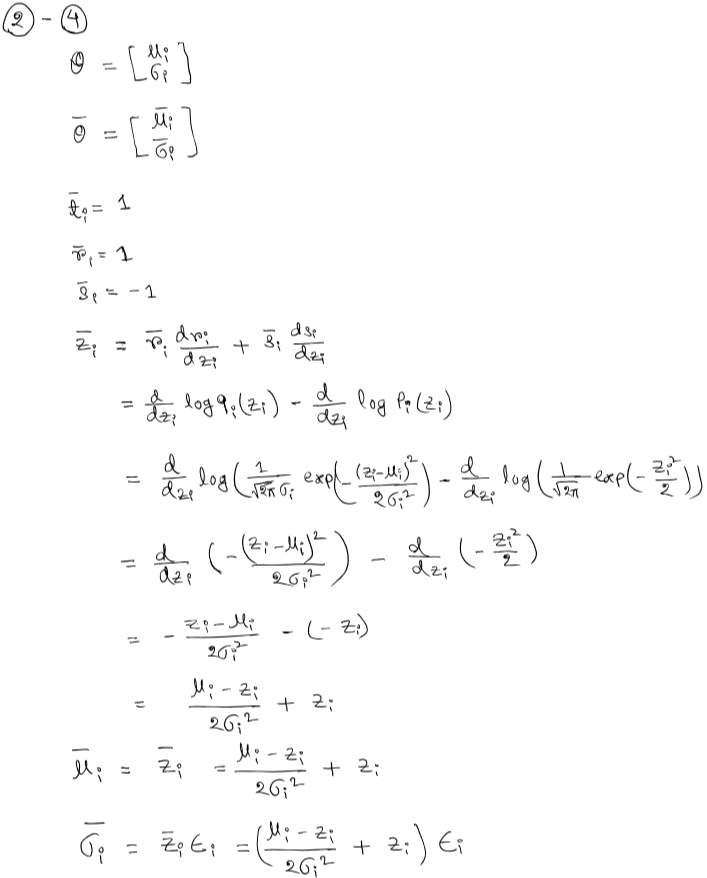 ② - ④
θ = [ μᵢ σᵢ ]
θ̄ = [ μ̄ᵢ σ̄ᵢ ]
t̄ᵢ = 1
r̄ᵢ = 1
s̄ᵢ = -1
z̄ᵢ = r̄ᵢ drᵢ/dzᵢ + s̄ᵢ dsᵢ/dzᵢ
= d/dzᵢ log qᵢ(zᵢ) - d/dzᵢ log pᵢ(zᵢ)
= d/dzᵢ log( 1/(√2π σᵢ) exp(-(zᵢ-μᵢ)²/2σᵢ²) - d/dzᵢ log( 1/√2π exp(-zᵢ²/2))
= d/dzᵢ (-(zᵢ-μᵢ)²/2σᵢ²) - d/dzᵢ (-zᵢ²/2)
= - (zᵢ-μᵢ)/2σᵢ² - (-zᵢ)
= (μᵢ-zᵢ)/2σᵢ² + zᵢ
μ̄ᵢ = z̄ᵢ = (μᵢ-zᵢ)/2σᵢ² + zᵢ
σ̄ᵢ = z̄ᵢ ϵᵢ = ((μᵢ-zᵢ)/2σᵢ² + zᵢ) ϵᵢ